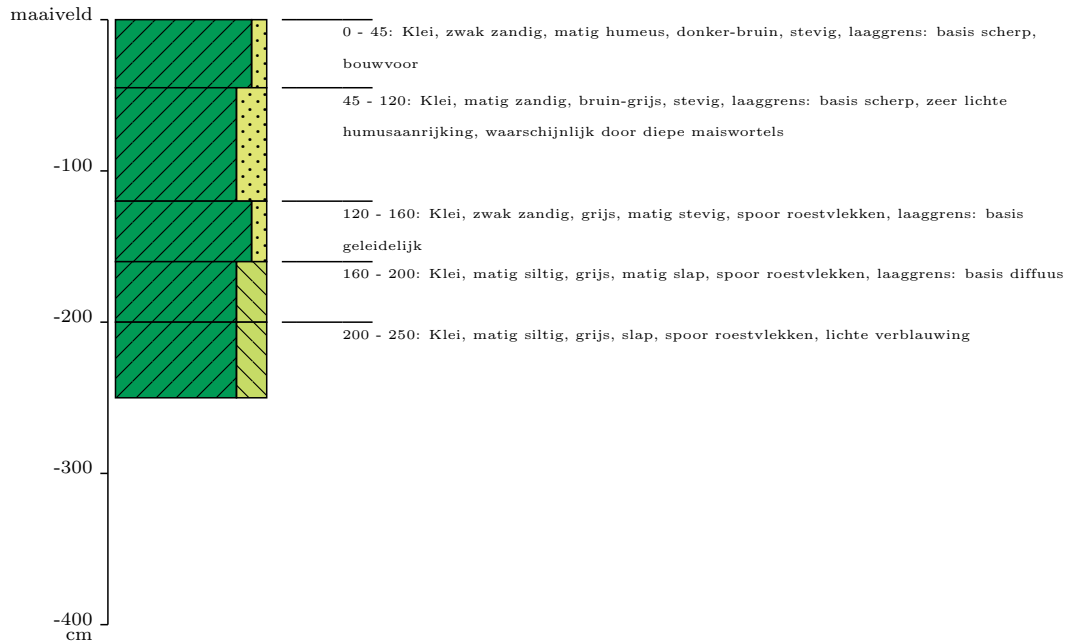 maaiveld
0 - 45: Klei, zwak zandig, matig humeus, donker-bruin, stevig, laaggrens: basis scherp,
bouwvoor
45 - 120: Klei, matig zandig, bruin-grijs, stevig, laaggrens: basis scherp, zeer lichte
humusaanrijking, waarschijnlijk door diepe maiswortels
-100
120 - 160: Klei, zwak zandig, grijs, matig stevig, spoor roestvlekken, laaggrens: basis
geleidelijk
160 - 200: Klei, matig siltig, grijs, matig slap, spoor roestvlekken, laaggrens: basis diffuus
-200
200 - 250: Klei, matig siltig, grijs, slap, spoor roestvlekken, lichte verblauwing
-300
-400
cm